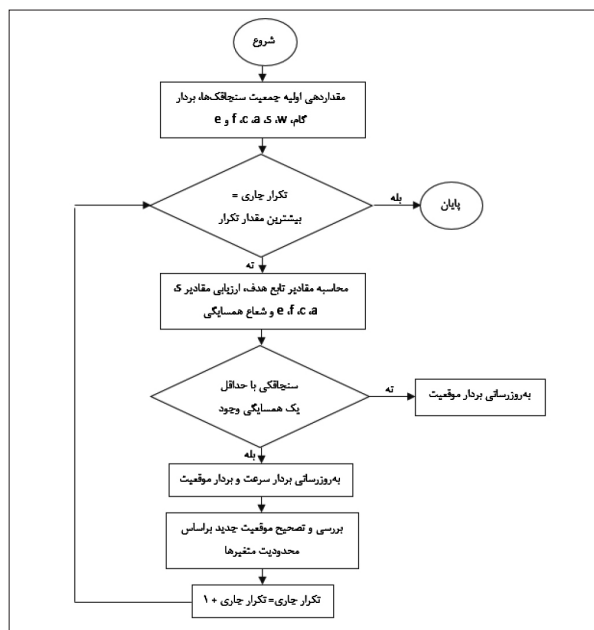 شروع
مقداردهی اولیه جمعیت سنجاقک‌ها، بردار
گام، f ،c ،a ،s ،w و e
تکرار جاری =
بیشترین مقدار تکرار
بله
پایان
نه
محاسبه مقادیر تابع هدف، ارزیابی مقادیر s،
e ،f ،c ،a و شعاع همسایگی
سنجاقکی با حداقل
یک همسایگی وجود
نه
به‌روزرسانی بردار موقعیت
بله
به‌روزرسانی بردار سرعت و بردار موقعیت
بررسی و تصحیح موقعیت جدید براساس
محدودیت متغیرها
تکرار جاری= تکرار جاری + ۱